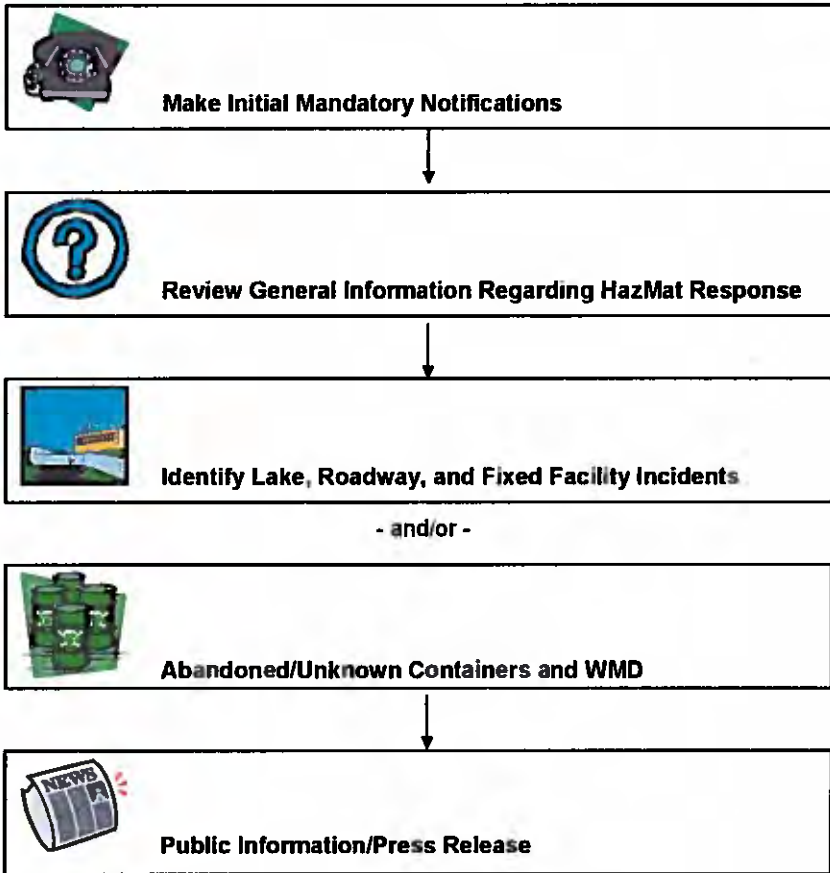 Make Initial Mandatory Notifications
Review General Information Regarding HazMat Response
Identify Lake, Roadway, and Fixed Facility Incidents
- and/or -
Abandoned/Unknown Containers and WMD
NEWS
Public Information/Press Release